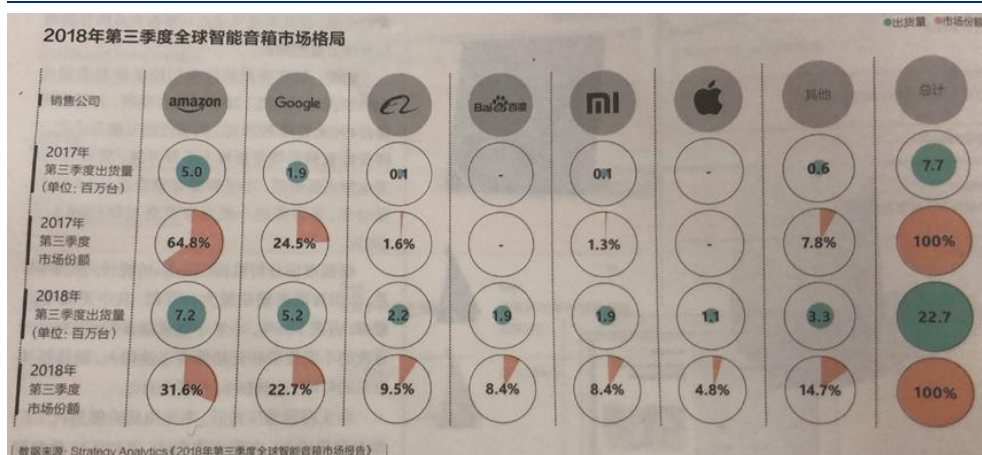 ●出货量 ●市场份额
2018年第三季度全球智能音箱市场格局
销售公司 amazon Google Bai百度 mi 其他 总计
2017年
第三季度出货量
(单位:百万台)
5.0 1.9 0.1 - 0.1 - 0.6 7.7
2017年
第三季度
市场份额
64.8% 24.5% 1.6% - 1.3% - 7.8% 100%
2018年
第三季度出货量
(单位:百万台)
7.2 5.2 2.2 1.9 1.9 1.1 3.3 22.7
2018年
第三季度
市场份额
31.6% 22.7% 9.5% 8.4% 8.4% 4.8% 14.7% 100%
数据来源: Strategy Analytics《2018年第三季度全球智能音箱市场报告》